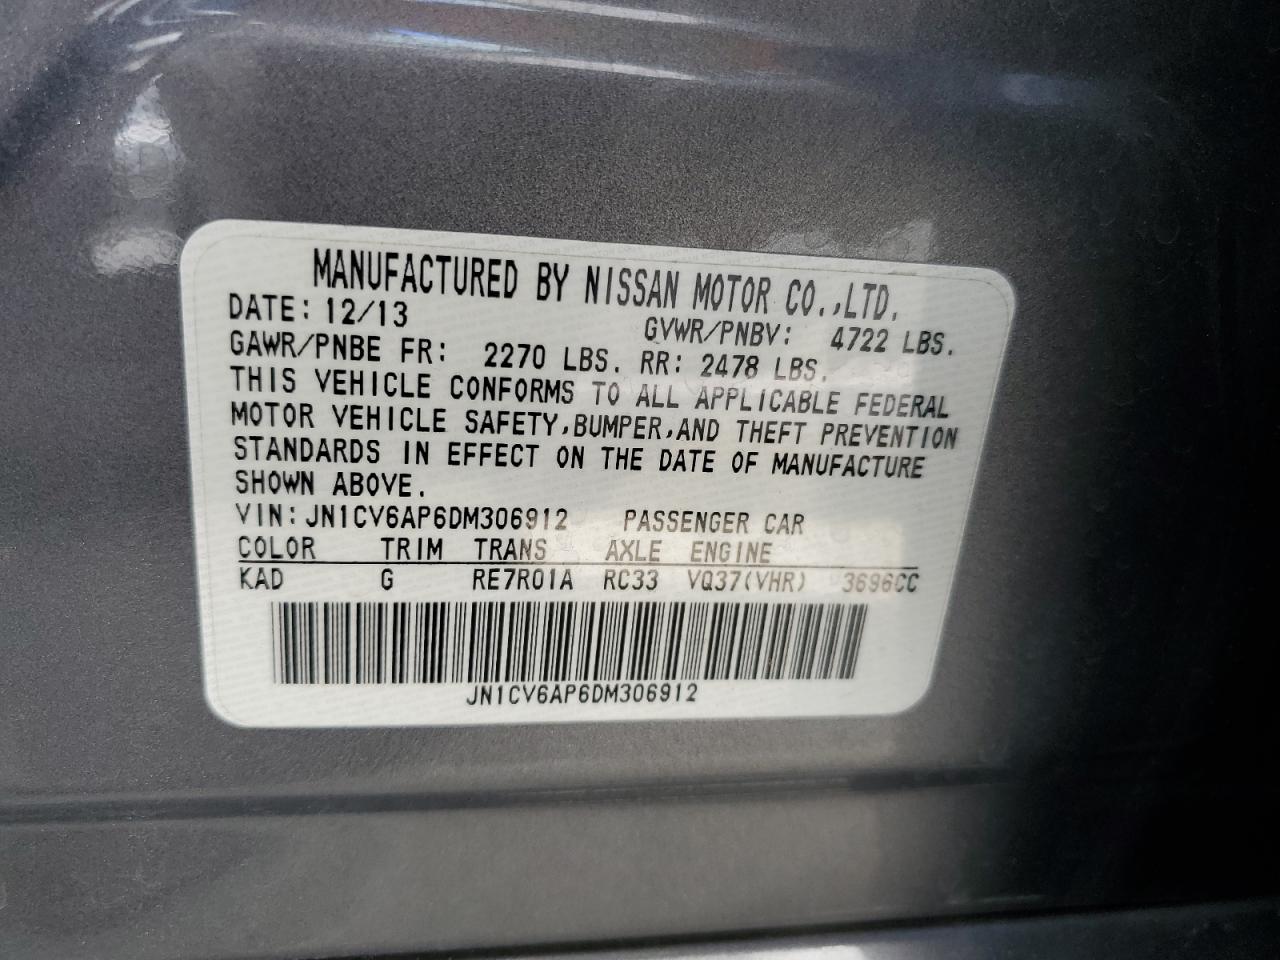 MANUFACTURED BY NISSAN MOTOR CO.,LTD.
DATE: 12/13 GVWR/PNBV: 4722 LBS.
GAWR/PNBE FR: 2270 LBS. RR: 2478 LBS.
THIS VEHICLE CONFORMS TO ALL APPLICABLE FEDERAL
MOTOR VEHICLE SAFETY,BUMPER,AND THEFT PREVENTION
STANDARDS IN EFFECT ON THE DATE OF MANUFACTURE
SHOWN ABOVE.
VIN: JN1CV6AP6DM306912 PASSENGER CAR
COLOR TRIM TRANS AXLE ENGINE
KAD G RE7R01A RC33 VQ37(VHR) 3696CC
JN1CV6AP6DM306912